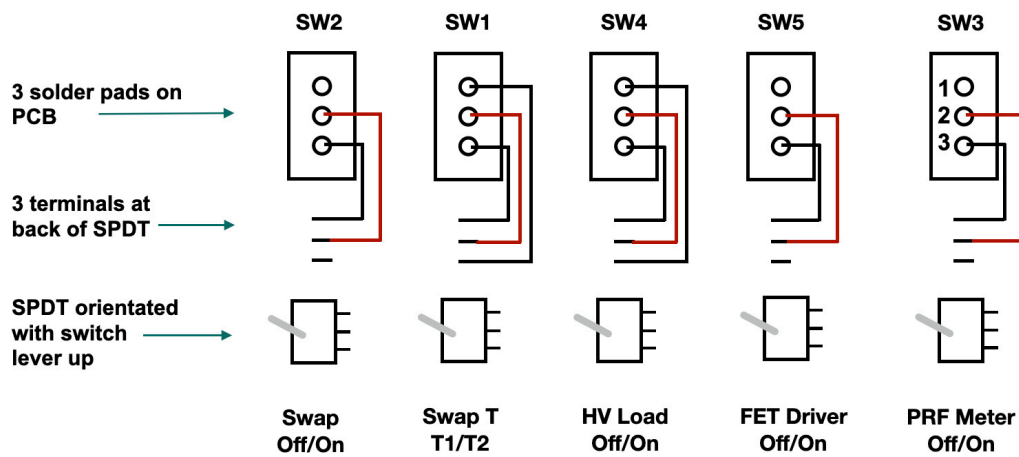 SW2
SW1
SW4
SW5
SW3
3 solder pads on
PCB
1
2
3
3 terminals at
back of SPDT
SPDT orientated
with switch
lever up
Swap
Off/On
Swap T
T1/T2
HV Load
Off/On
FET Driver
Off/On
PRF Meter
Off/On